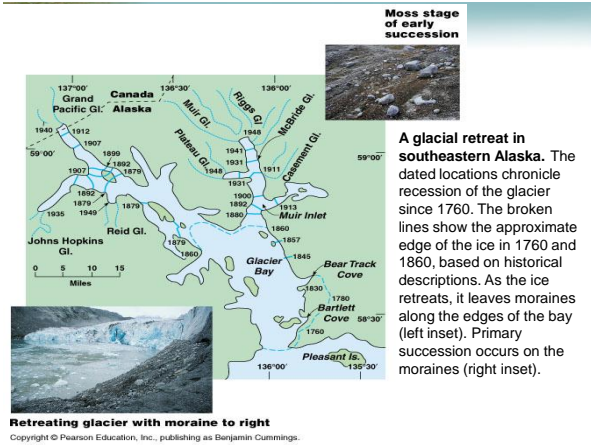 Moss stage
of early
succession
137°00'
136°30'
136°00'
Grand
Pacific Gl.
Canada
Alaska
Muir Gl.
Riggs Gl.
McBride Gl.
Casement Gl.
Plateau Gl.
1940
1912
1907
59°00'
1899
1892
1879
1907
1892
1879
1949
1879
1935
Reid Gl.
Johns Hopkins
Gl.
1879
1860
1948
1941
1931
1948
1911
1931
1900
1892
1880
1913
Muir Inlet
59°00'
1860
1857
1845
Glacier
Bay
Bear Track
Cove
1830
1780
Bartlett
Cove
58°30'
1760
Pleasant Is.
136°00'
135°30'
0 5 10 15
Miles
A glacial retreat in
southeastern Alaska. The
dated locations chronicle
recession of the glacier
since 1760. The broken
lines show the approximate
edge of the ice in 1760 and
1860, based on historical
descriptions. As the ice
retreats, it leaves moraines
along the edges of the bay
(left inset). Primary
succession occurs on the
moraines (right inset).
Retreating glacier with moraine to right
Copyright © Pearson Education, Inc., publishing as Benjamin Cummings.